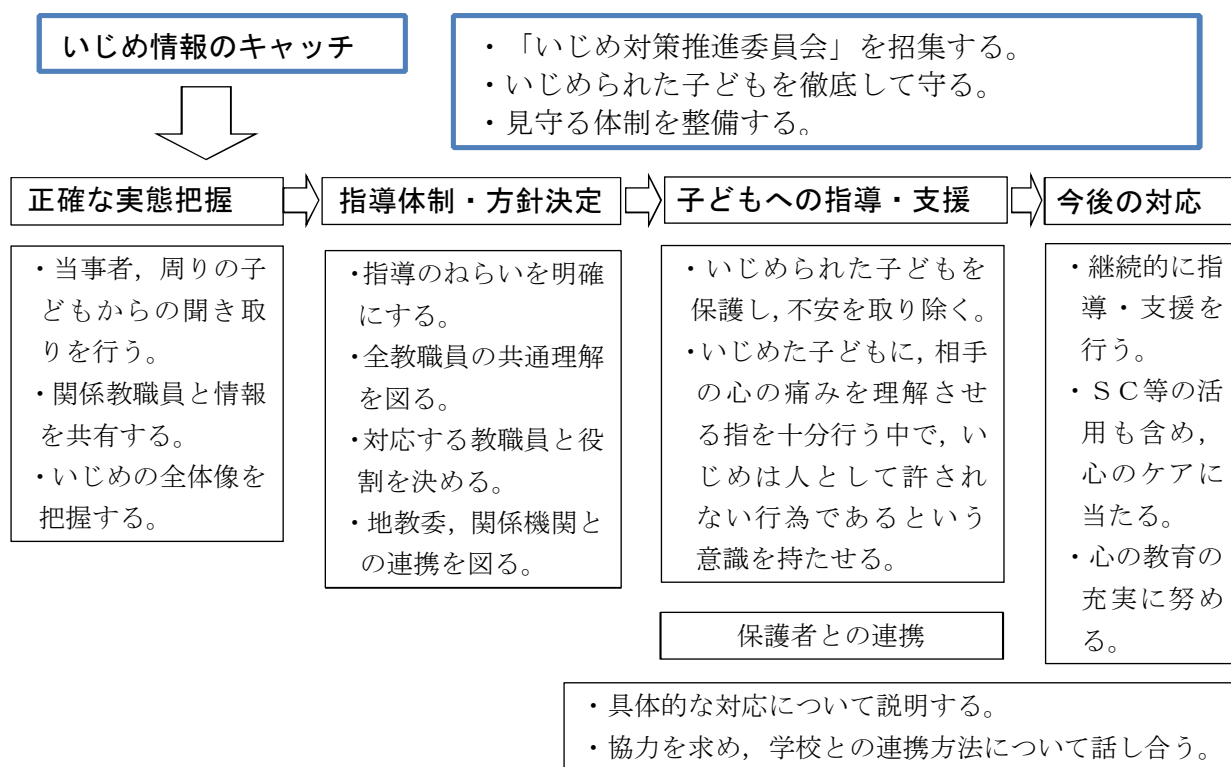 いじめ情報のキャッチ
・「いじめ対策推進委員会」を招集する。
・いじめられた子どもを徹底して守る。
・見守る体制を整備する。
正確な実態把握
・当事者，周りの子
どもからの聞き取
りを行う。
・関係教職員と情報
を共有する。
・いじめの全体像を
把握する。
指導体制・方針決定
・指導のねらいを明確
にする。
・全教職員の共通理解
を図る。
・対応する教職員と役
割を決める。
・地教委，関係機関と
の連携を図る。
子どもへの指導・支援
・いじめられた子どもを
保護し，不安を取り除く。
・いじめた子どもに，相手
の心の痛みを理解させ
る指を十分行う中で，い
じめは人として許され
ない行為であるという
意識を持たせる。
今後の対応
・継続的に指
導・支援を
行う。
・ＳＣ等の活
用も含め，
心のケアに
当たる。
・心の教育の
充実に努め
る。
保護者との連携
・具体的な対応について説明する。
・協力を求め，学校との連携方法について話し合う。